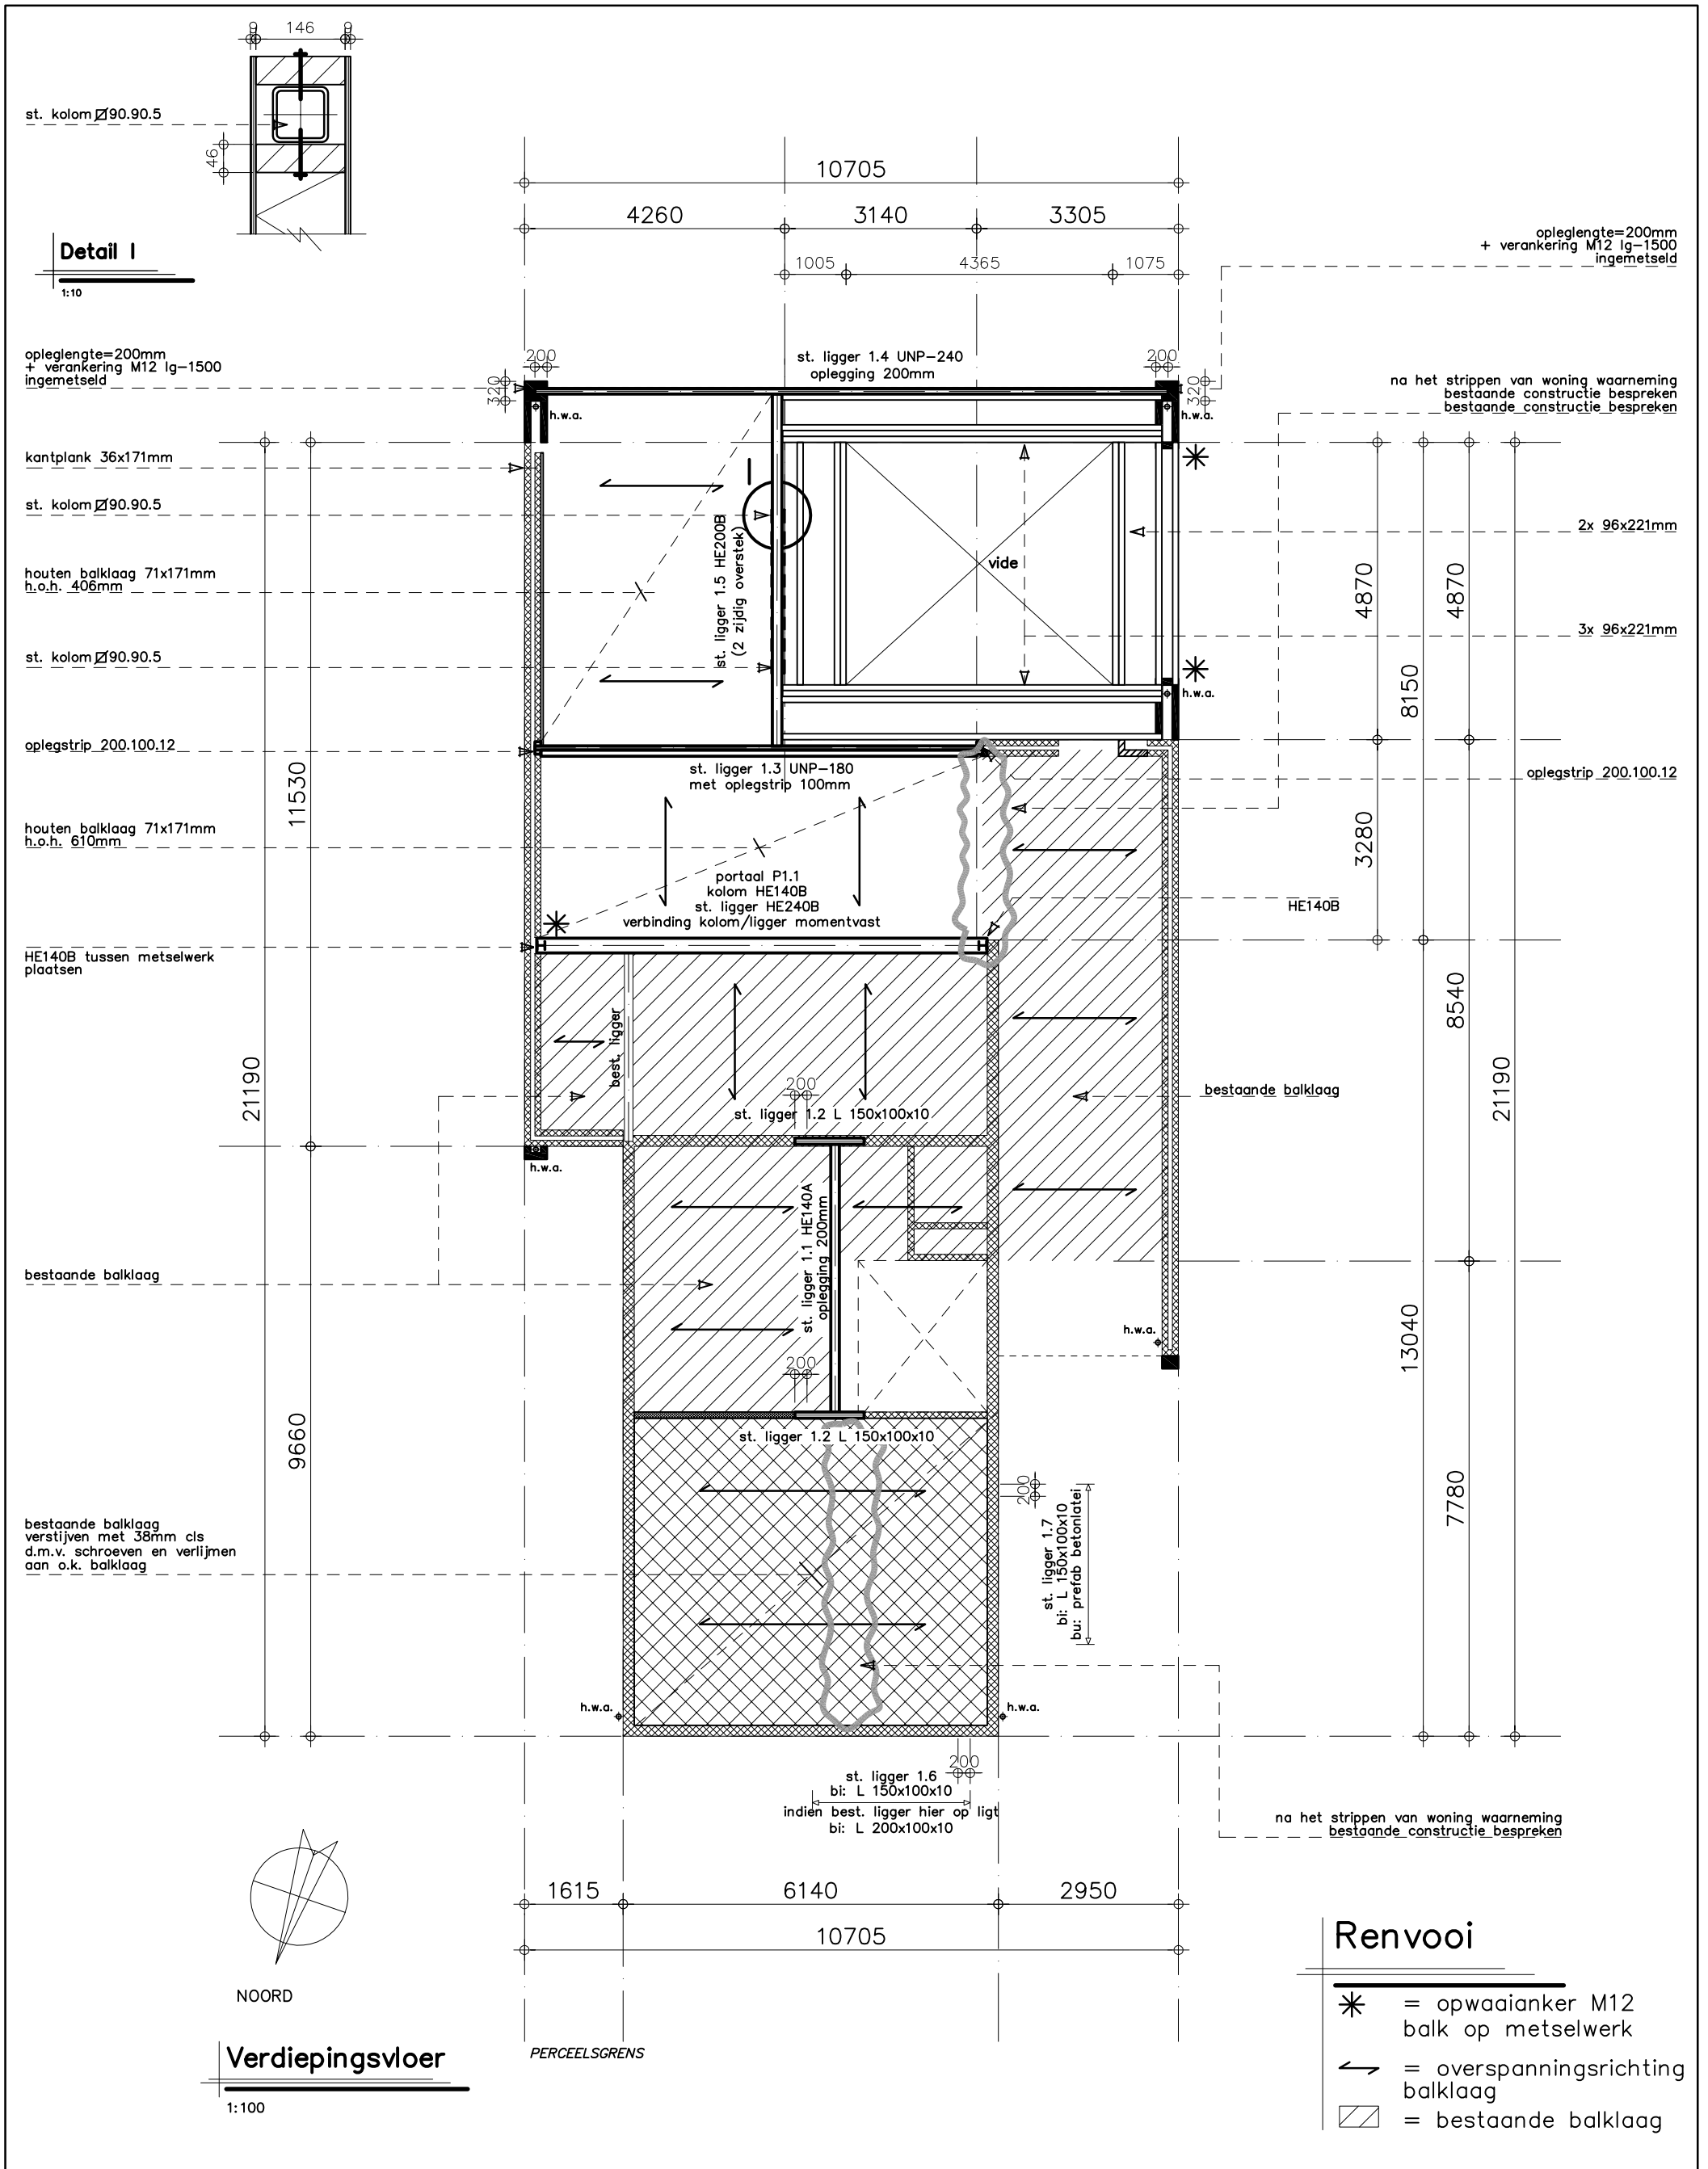 146
st. kolom 90.90.5
46
Detail I
1:10
10705
4260
3140
3305
1005
4365
1075
opleglengte=200mm
+ verankering M12 lg-1500
ingemetseld
opleglengte=200mm
+ verankering M12 lg-1500
ingemetseld
200
st. ligger 1.4 UNP-240
oplegging 200mm
200
320
320
h.w.a.
h.w.a.
na het strippen van woning waarneming
bestaande constructie bespreken
bestaande constructie bespreken
kantplank 36x171mm
st. kolom 90.90.5
I
st. ligger 1.5 HE200B
(2 zijdig overstek)
2x 96x221mm
vide
houten balklaag 71x171mm
h.o.h. 406mm
3x 96x221mm
st. kolom 90.90.5
h.w.a.
4870
4870
8150
oplegstrip 200.100.12
st. ligger 1.3 UNP-180
met oplegstrip 100mm
oplegstrip 200.100.12
11530
houten balklaag 71x171mm
h.o.h. 610mm
3280
portaal P1.1
kolom HE140B
st. ligger HE240B
verbinding kolom/ligger momentvast
HE140B
HE140B tussen metselwerk
plaatsen
8540
best. ligger
21190
21190
200
st. ligger 1.2 L 150x100x10
bestaande balklaag
h.w.a.
st. ligger 1.1 HE140A
oplegging 200mm
bestaande balklaag
h.w.a.
13040
200
st. ligger 1.2 L 150x100x10
9660
7780
200
st. ligger 1.7
bi: L 150x100x10
bu: prefab betonlatei
bestaande balklaag
verstijven met 38mm cls
d.m.v. schroeven en verlijmen
aan o.k. balklaag
h.w.a.
h.w.a.
200
st. ligger 1.6
bi: L 150x100x10
indien best. ligger hier op ligt
bi: L 200x100x10
na het strippen van woning waarneming
bestaande constructie bespreken
1615
6140
2950
10705
NOORD
Verdiepingsvloer
1:100
PERCEELSGRENS
Renvooi
= opwaaianker M12
balk op metselwerk
= overspanningsrichting
balklaag
= bestaande balklaag